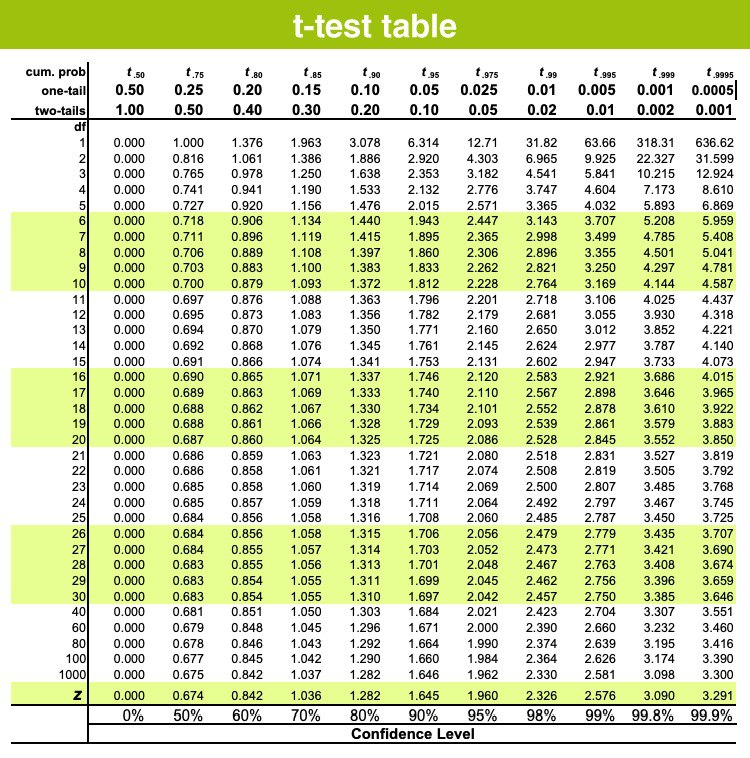 t-test table
cum. prob t .50 t .75 t .80 t .85 t .90 t .95 t .975 t .99 t .995 t .999 t .9995
one-tail 0.50 0.25 0.20 0.15 0.10 0.05 0.025 0.01 0.005 0.001 0.0005
two-tails 1.00 0.50 0.40 0.30 0.20 0.10 0.05 0.02 0.01 0.002 0.001
df
1 0.000 1.000 1.376 1.963 3.078 6.314 12.71 31.82 63.66 318.31 636.62
2 0.000 0.816 1.061 1.386 1.886 2.920 4.303 6.965 9.925 22.327 31.599
3 0.000 0.765 0.978 1.250 1.638 2.353 3.182 4.541 5.841 10.215 12.924
4 0.000 0.741 0.941 1.190 1.533 2.132 2.776 3.747 4.604 7.173 8.610
5 0.000 0.727 0.920 1.156 1.476 2.015 2.571 3.365 4.032 5.893 6.869
6 0.000 0.718 0.906 1.134 1.440 1.943 2.447 3.143 3.707 5.208 5.959
7 0.000 0.711 0.896 1.119 1.415 1.895 2.365 2.998 3.499 4.785 5.408
8 0.000 0.706 0.889 1.108 1.397 1.860 2.306 2.896 3.355 4.501 5.041
9 0.000 0.703 0.883 1.100 1.383 1.833 2.262 2.821 3.250 4.297 4.781
10 0.000 0.700 0.879 1.093 1.372 1.812 2.228 2.764 3.169 4.144 4.587
11 0.000 0.697 0.876 1.088 1.363 1.796 2.201 2.718 3.106 4.025 4.437
12 0.000 0.695 0.873 1.083 1.356 1.782 2.179 2.681 3.055 3.930 4.318
13 0.000 0.694 0.870 1.079 1.350 1.771 2.160 2.650 3.012 3.852 4.221
14 0.000 0.692 0.868 1.076 1.345 1.761 2.145 2.624 2.977 3.787 4.140
15 0.000 0.691 0.866 1.074 1.341 1.753 2.131 2.602 2.947 3.733 4.073
16 0.000 0.690 0.865 1.071 1.337 1.746 2.120 2.583 2.921 3.686 4.015
17 0.000 0.689 0.863 1.069 1.333 1.740 2.110 2.567 2.898 3.646 3.965
18 0.000 0.688 0.862 1.067 1.330 1.734 2.101 2.552 2.878 3.610 3.922
19 0.000 0.688 0.861 1.066 1.328 1.729 2.093 2.539 2.861 3.579 3.883
20 0.000 0.687 0.860 1.064 1.325 1.725 2.086 2.528 2.845 3.552 3.850
21 0.000 0.686 0.859 1.063 1.323 1.721 2.080 2.518 2.831 3.527 3.819
22 0.000 0.686 0.858 1.061 1.321 1.717 2.074 2.508 2.819 3.505 3.792
23 0.000 0.685 0.858 1.060 1.319 1.714 2.069 2.500 2.807 3.485 3.768
24 0.000 0.685 0.857 1.059 1.318 1.711 2.064 2.492 2.797 3.467 3.745
25 0.000 0.684 0.856 1.058 1.316 1.708 2.060 2.485 2.787 3.450 3.725
26 0.000 0.684 0.856 1.058 1.315 1.706 2.056 2.479 2.779 3.435 3.707
27 0.000 0.684 0.855 1.057 1.314 1.703 2.052 2.473 2.771 3.421 3.690
28 0.000 0.683 0.855 1.056 1.313 1.701 2.048 2.467 2.763 3.408 3.674
29 0.000 0.683 0.854 1.055 1.311 1.699 2.045 2.462 2.756 3.396 3.659
30 0.000 0.683 0.854 1.055 1.310 1.697 2.042 2.457 2.750 3.385 3.646
40 0.000 0.681 0.851 1.050 1.303 1.684 2.021 2.423 2.704 3.307 3.551
60 0.000 0.679 0.848 1.045 1.296 1.671 2.000 2.390 2.660 3.232 3.460
80 0.000 0.678 0.846 1.043 1.292 1.664 1.990 2.374 2.639 3.195 3.416
100 0.000 0.677 0.845 1.042 1.290 1.660 1.984 2.364 2.626 3.174 3.390
1000 0.000 0.675 0.842 1.037 1.282 1.646 1.962 2.330 2.581 3.098 3.300
Z 0.000 0.674 0.842 1.036 1.282 1.645 1.960 2.326 2.576 3.090 3.291
0% 50% 60% 70% 80% 90% 95% 98% 99% 99.8% 99.9%
Confidence Level